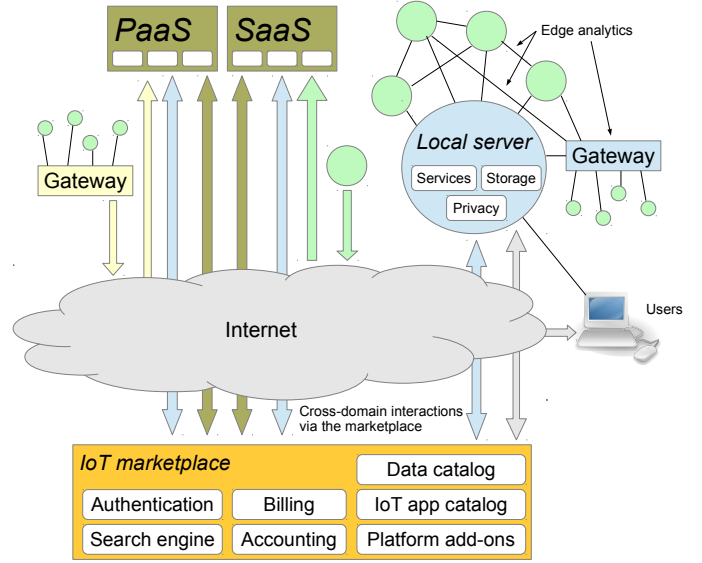 PaaS
SaaS
Edge analytics
Local server
Services
Storage
Privacy
Gateway
Gateway
Internet
Users
Cross-domain interactions
via the marketplace
IoT marketplace
Data catalog
Authentication
Billing
IoT app catalog
Search engine
Accounting
Platform add-ons